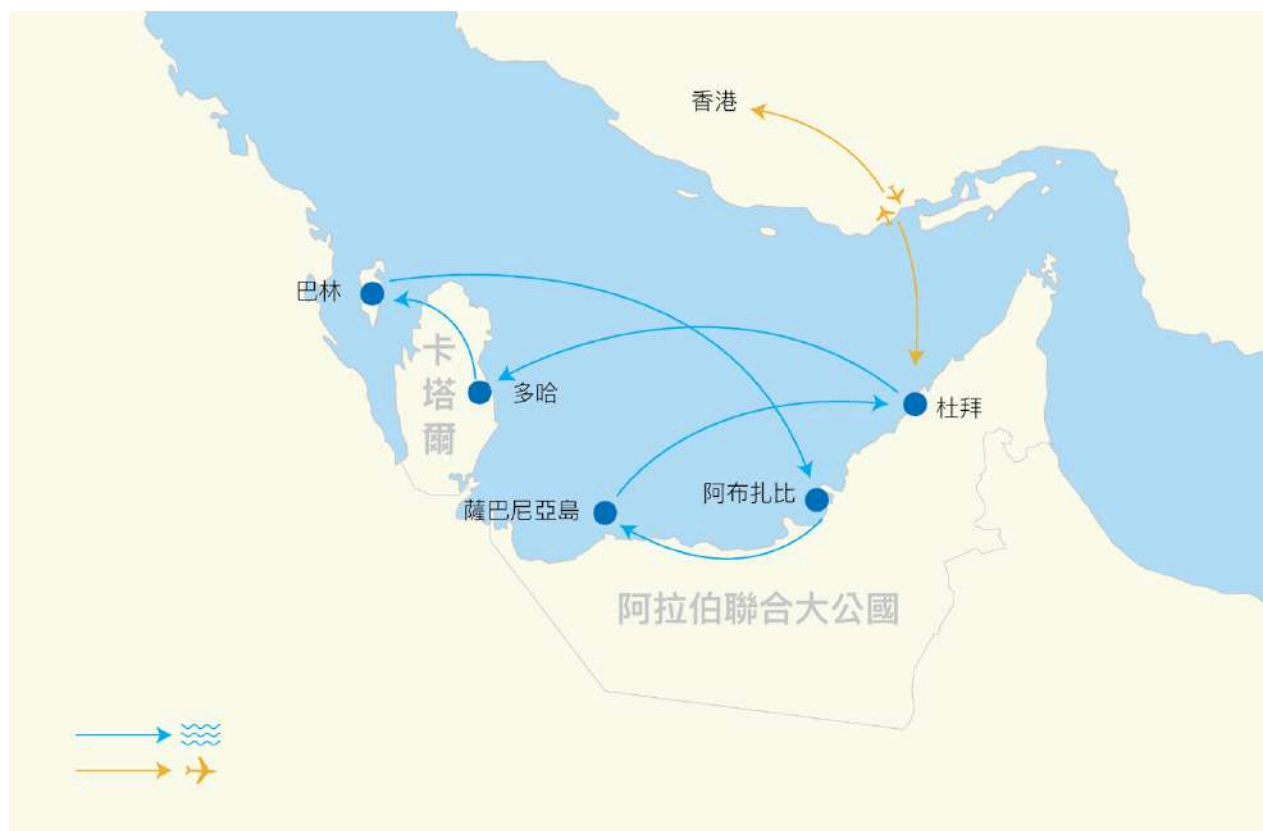 香港
巴林
卡塔爾
多哈
杜拜
阿布扎比
薩巴尼亞島
阿拉伯聯合大公國